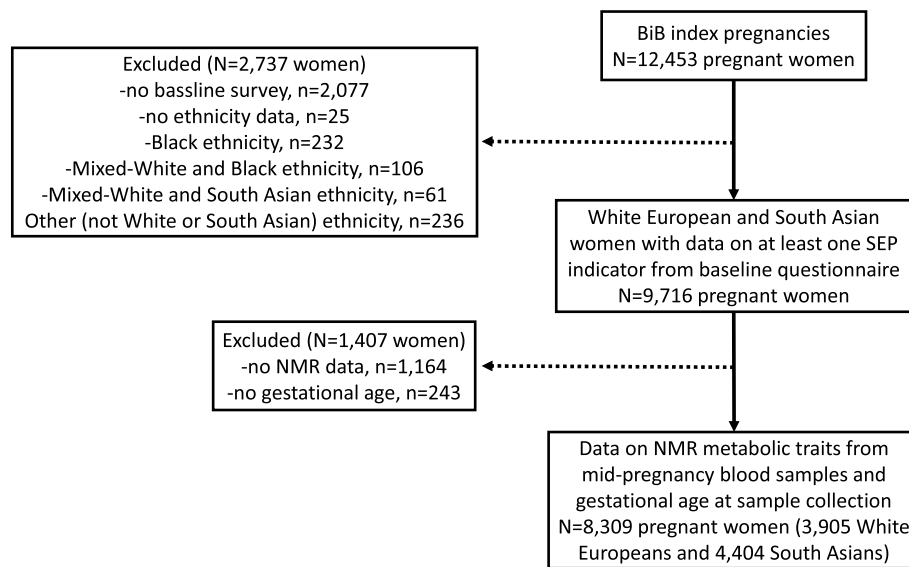 BiB index pregnancies
N=12,453 pregnant women
Excluded (N=2,737 women)
-no bassline survey, n=2,077
-no ethnicity data, n=25
-Black ethnicity, n=232
-Mixed-White and Black ethnicity, n=106
-Mixed-White and South Asian ethnicity, n=61
Other (not White or South Asian) ethnicity, n=236
White European and South Asian
women with data on at least one SEP
indicator from baseline questionnaire
N=9,716 pregnant women
Excluded (N=1,407 women)
-no NMR data, n=1,164
-no gestational age, n=243
Data on NMR metabolic traits from
mid-pregnancy blood samples and
gestational age at sample collection
N=8,309 pregnant women (3,905 White
Europeans and 4,404 South Asians)